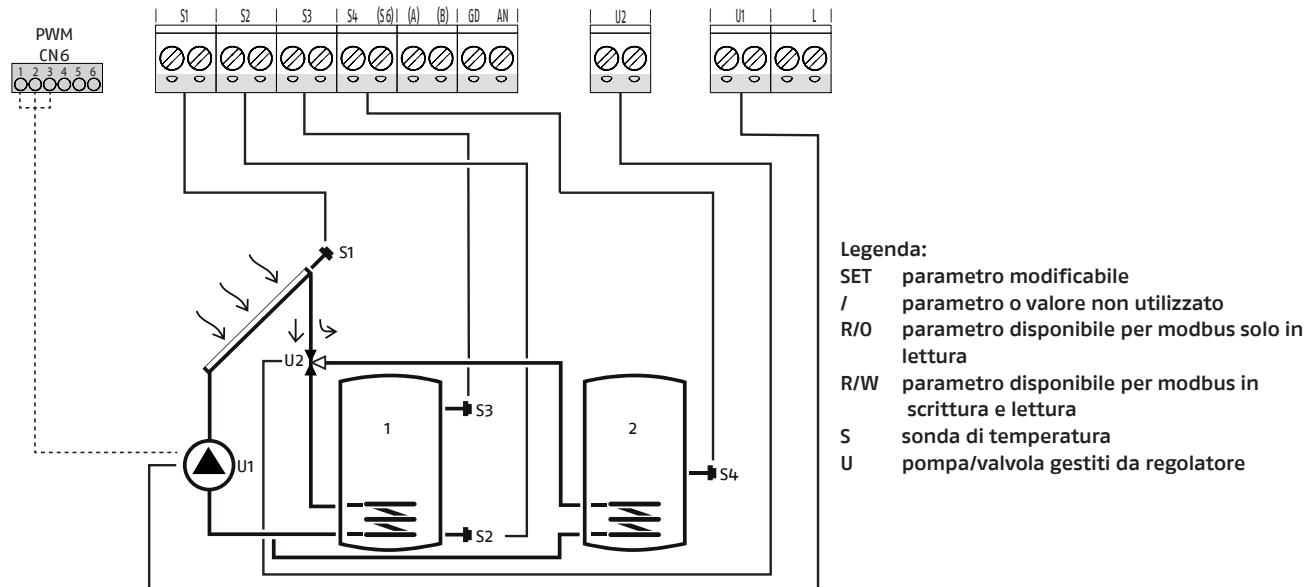 S1 S2 S3 S4 (S6) (A) (B) GD AN U2 U1 L
PWM
CN6
1 2 3 4 5 6
S1
U2
1
S3
2
U1
S4
S2
Legenda:
SET parametro modificabile
/ parametro o valore non utilizzato
R/O parametro disponibile per modbus solo in
lettura
R/W parametro disponibile per modbus in
scrittura e lettura
S sonda di temperatura
U pompa/valvola gestiti da regolatore